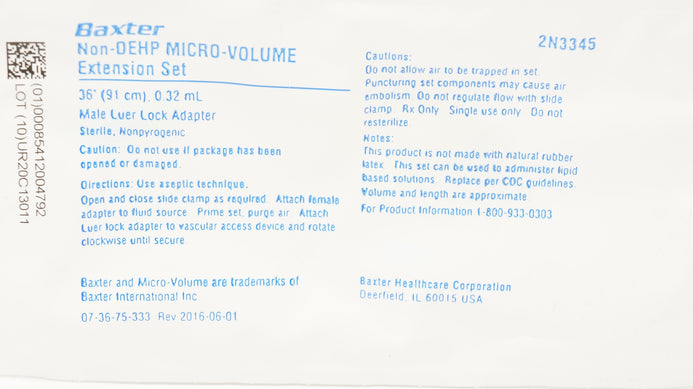 Baxter
2N3345
Non-DEHP MICRO-VOLUME
Extension Set
36" (91 cm), 0.32 mL
Male Luer Lock Adapter
Sterile, Nonpyrogenic
Caution: Do not use if package has been
opened or damaged.
Directions: Use aseptic technique.
Open and close slide clamp as required. Attach female
adapter to fluid source. Prime set, purge air. Attach
Luer lock adapter to vascular access device and rotate
clockwise until secure.
Baxter and Micro-Volume are trademarks of
Baxter International Inc
07-36-75-333 Rev 2016-06-01
Cautions:
Do not allow air to be trapped in set.
Puncturing set components may cause air
embolism. Do not regulate flow with slide
clamp. Rx Only Single use only. Do not
resterilize.
Notes:
This product is not made with natural rubber
latex. This set can be used to administer lipid
based solutions. Replace per CDC guidelines.
Volume and length are approximate
For Product Information 1-800-933-0303
Baxter Healthcare Corporation
Deerfield, IL 60015 USA
(01)00085412004792
LOT (10)UR20C13011